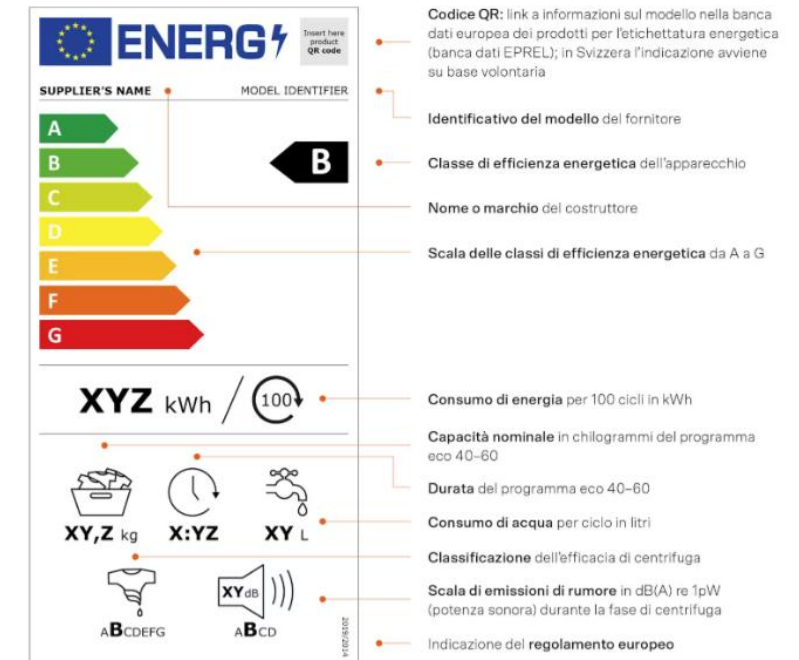 ENERG
Insert here
product
QR code
SUPPLIER'S NAME
MODEL IDENTIFIER
A
B
C
D
E
F
G
B
XYZ kWh / 100
XY,Z kg
X:YZ
XY L
ABCDEFG
XY dB
ABCD
2019/2014
Codice QR: link a informazioni sul modello nella banca
dati europea dei prodotti per l'etichettatura energetica
(banca dati EPREL); in Svizzera l'indicazione avviene
su base volontaria
Identificativo del modello del fornitore
Classe di efficienza energetica dell'apparecchio
Nome o marchio del costruttore
Scala delle classi di efficienza energetica da A a G
Consumo di energia per 100 cicli in kWh
Capacità nominale in chilogrammi del programma
eco 40–60
Durata del programma eco 40–60
Consumo di acqua per ciclo in litri
Classificazione dell'efficacia di centrifuga
Scala di emissioni di rumore in dB(A) re 1pW
(potenza sonora) durante la fase di centrifuga
Indicazione del regolamento europeo